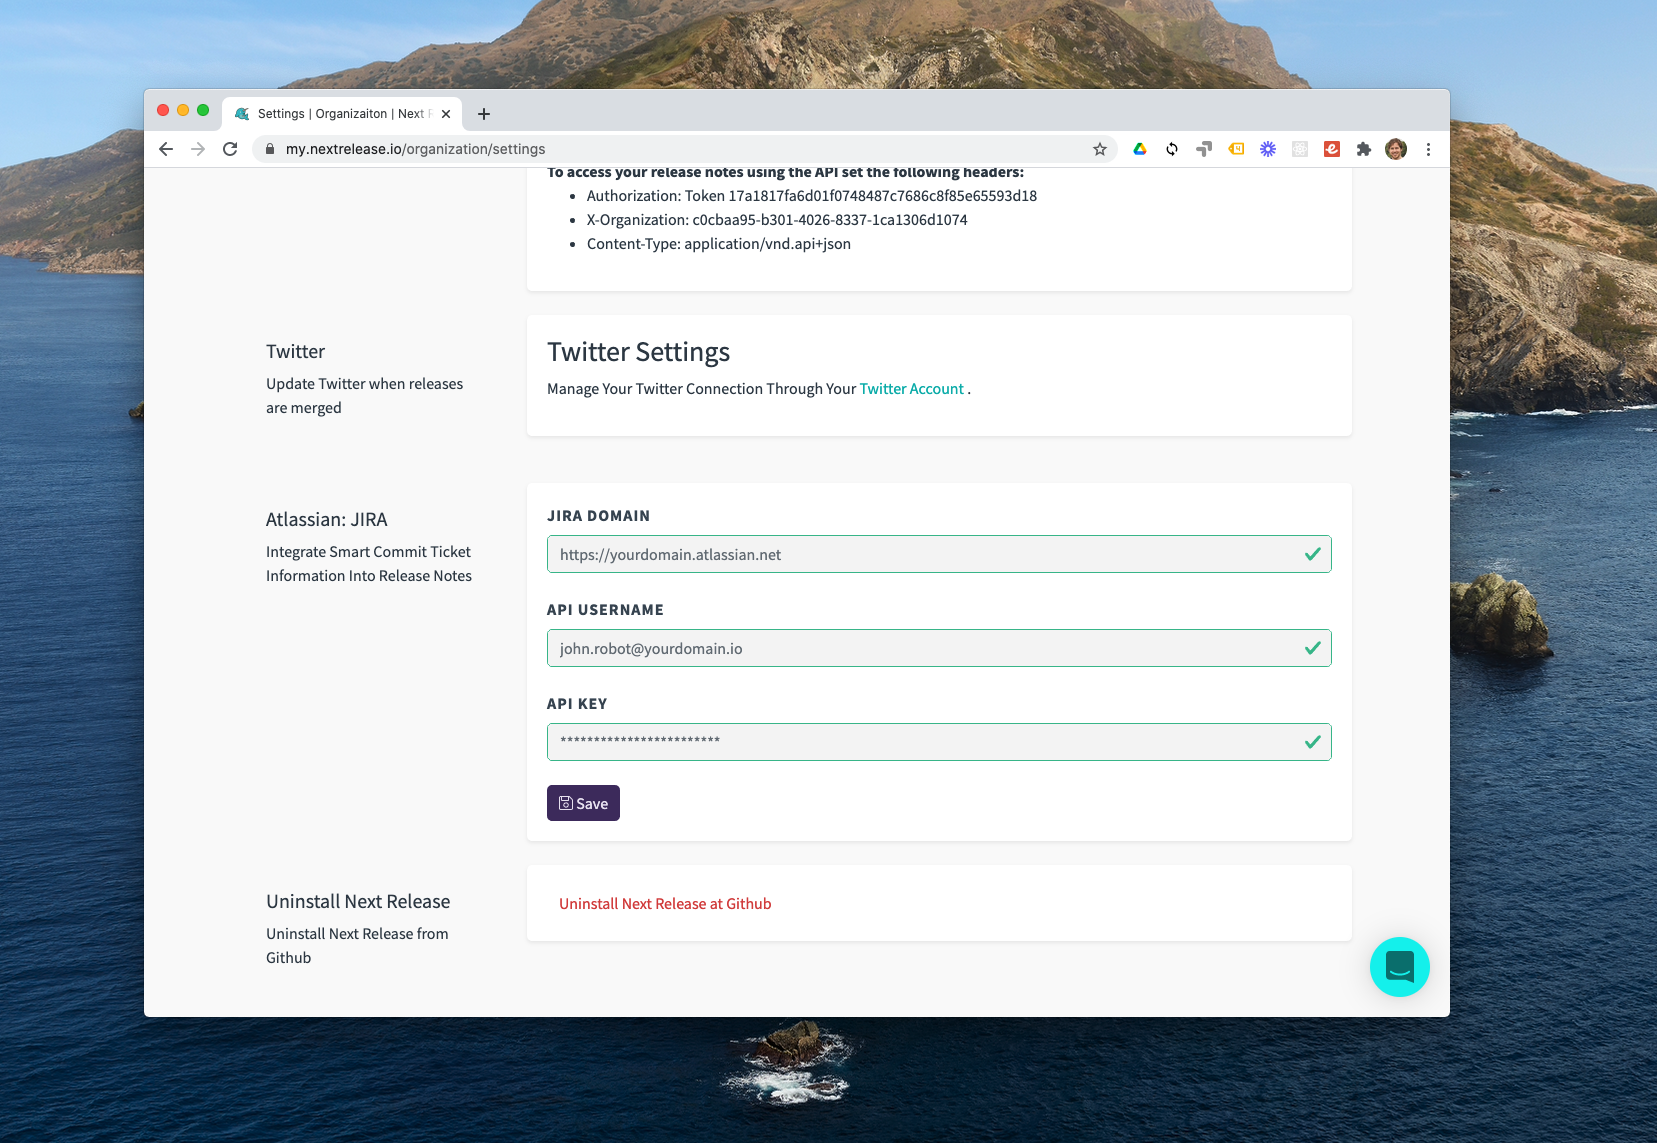 Settings | Organizaiton | Next R
my.nextrelease.io/organization/settings
To access your release notes using the API set the following headers:
Authorization: Token 17a1817fa6d01f0748487c7686c8f85e65593d18
X-Organization: c0cbaa95-b301-4026-8337-1ca1306d1074
Content-Type: application/vnd.api+json
Twitter
Update Twitter when releases
are merged
Twitter Settings
Manage Your Twitter Connection Through Your Twitter Account .
Atlassian: JIRA
Integrate Smart Commit Ticket
Information Into Release Notes
JIRA DOMAIN
https://yourdomain.atlassian.net
API USERNAME
john.robot@yourdomain.io
API KEY
************************
Save
Uninstall Next Release
Uninstall Next Release from
Github
Uninstall Next Release at Github